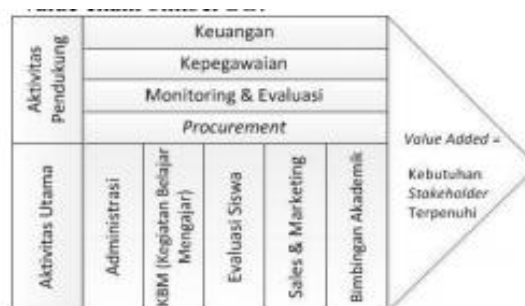 Aktivitas
Pendukung
Keuangan
Kepegawaian
Monitoring & Evaluasi
Procurement
Aktivitas Utama
Administrasi
KBM (Kegiatan Belajar
Mengajar)
Evaluasi Siswa
Sales & Marketing
Bimbingan Akademik
Value Added =
Kebutuhan
Stakeholder
Terpenuhi